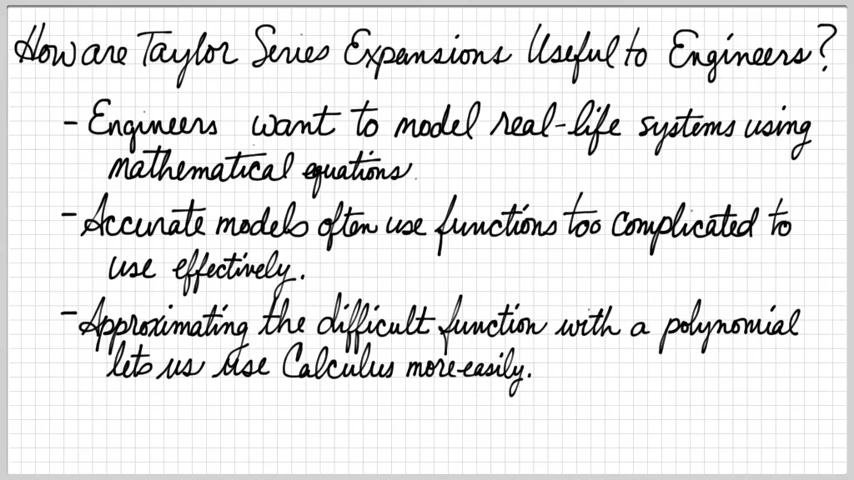 How are Taylor Series Expansions Useful to Engineers?
- Engineers want to model real-life systems using
mathematical equations.
- Accurate models often use functions too complicated to
use effectively.
- Approximating the difficult function with a polynomial
lets us use Calculus more easily.